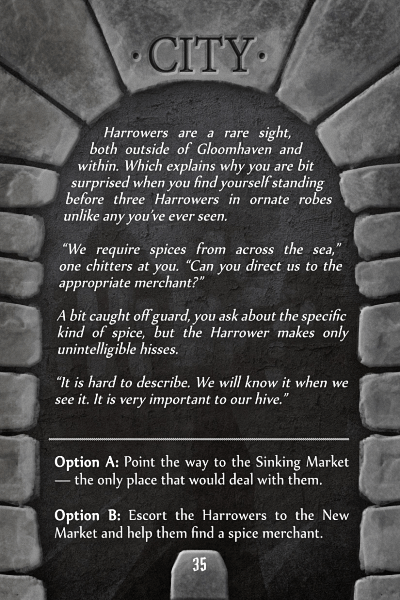 · CITY ·
Harrowers are a rare sight,
both outside of Gloomhaven and
within. Which explains why you are bit
surprised when you find yourself standing
before three Harrowers in ornate robes
unlike any you've ever seen.
“We require spices from across the sea,”
one chitters at you. “Can you direct us to the
appropriate merchant?”
A bit caught off guard, you ask about the specific
kind of spice, but the Harrower makes only
unintelligible hisses.
“It is hard to describe. We will know it when we
see it. It is very important to our hive.”
Option A: Point the way to the Sinking Market
— the only place that would deal with them.
Option B: Escort the Harrowers to the New
Market and help them find a spice merchant.
35